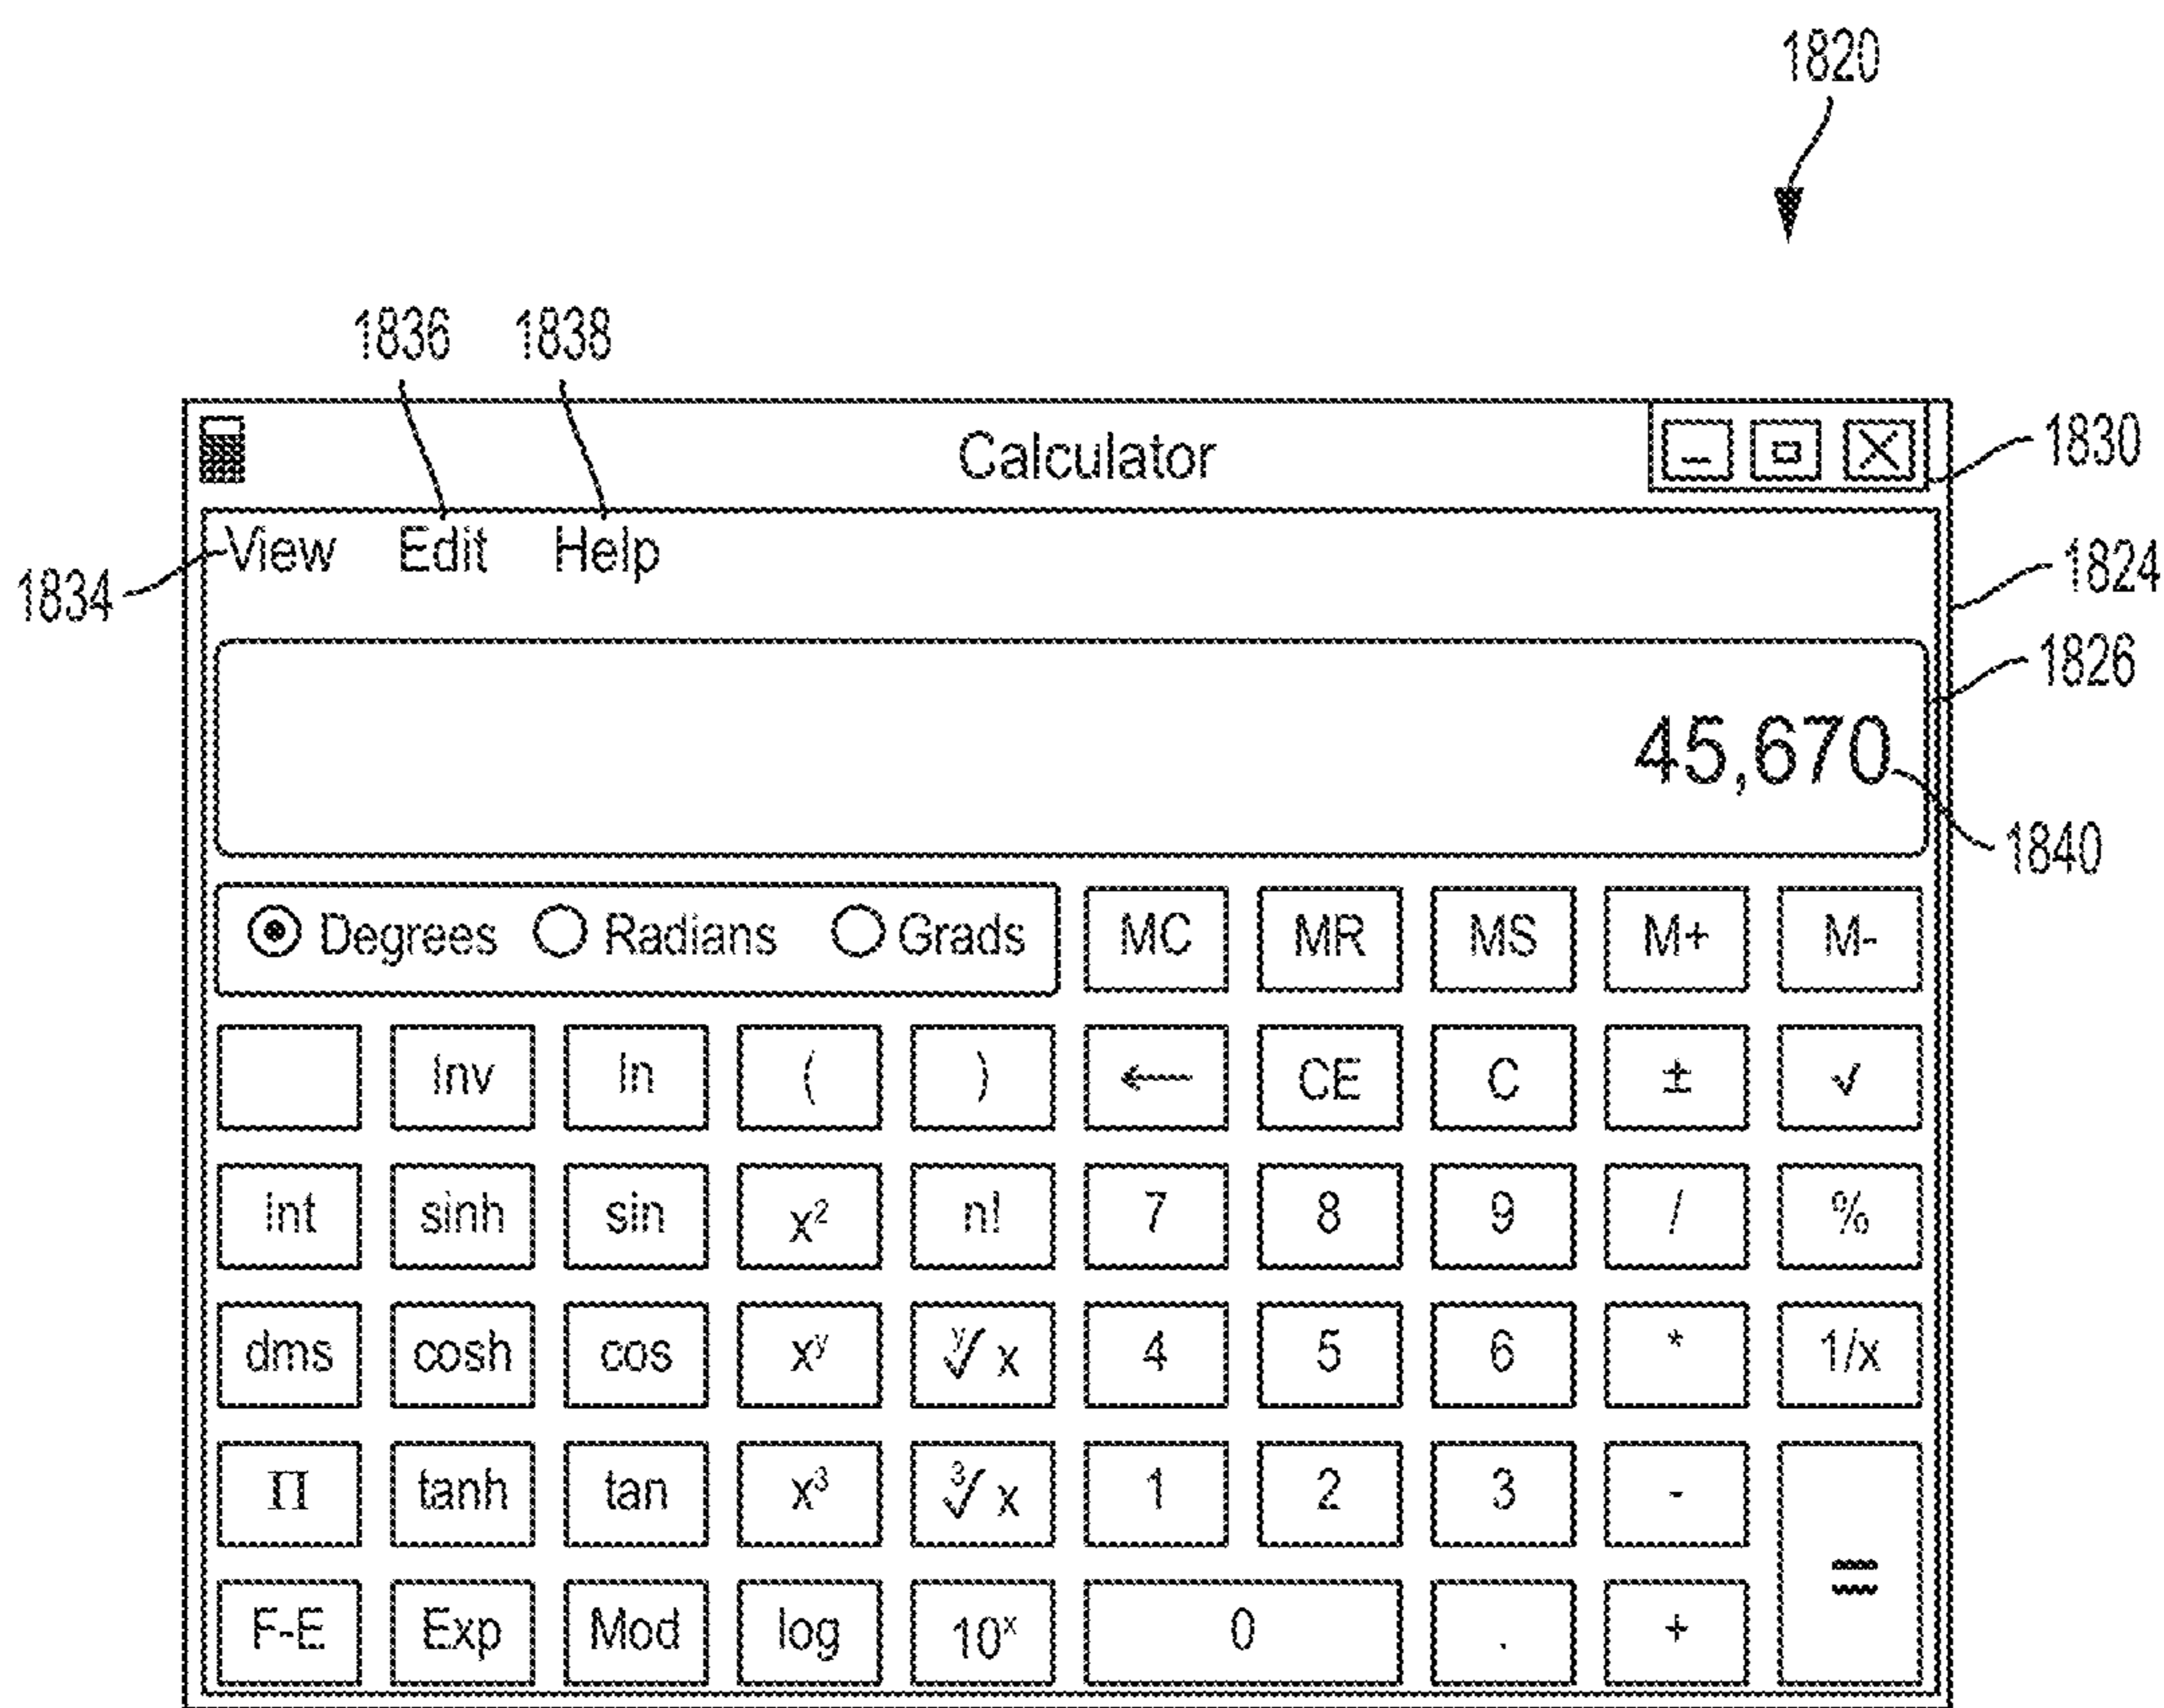 1820
1836 1838
Calculator
1830
View Edit Help
1834
1824
1826
45,670
1840
Degrees Radians Grads MC MR MS M+ M-
Inv ln ( ) ← CE C ± √
Int sinh sin x² n! 7 8 9 / %
dms cosh cos xʸ ʸ√x 4 5 6 * 1/x
Π tanh tan x³ ³√x 1 2 3 - =
F-E Exp Mod log 10ˣ 0 . +